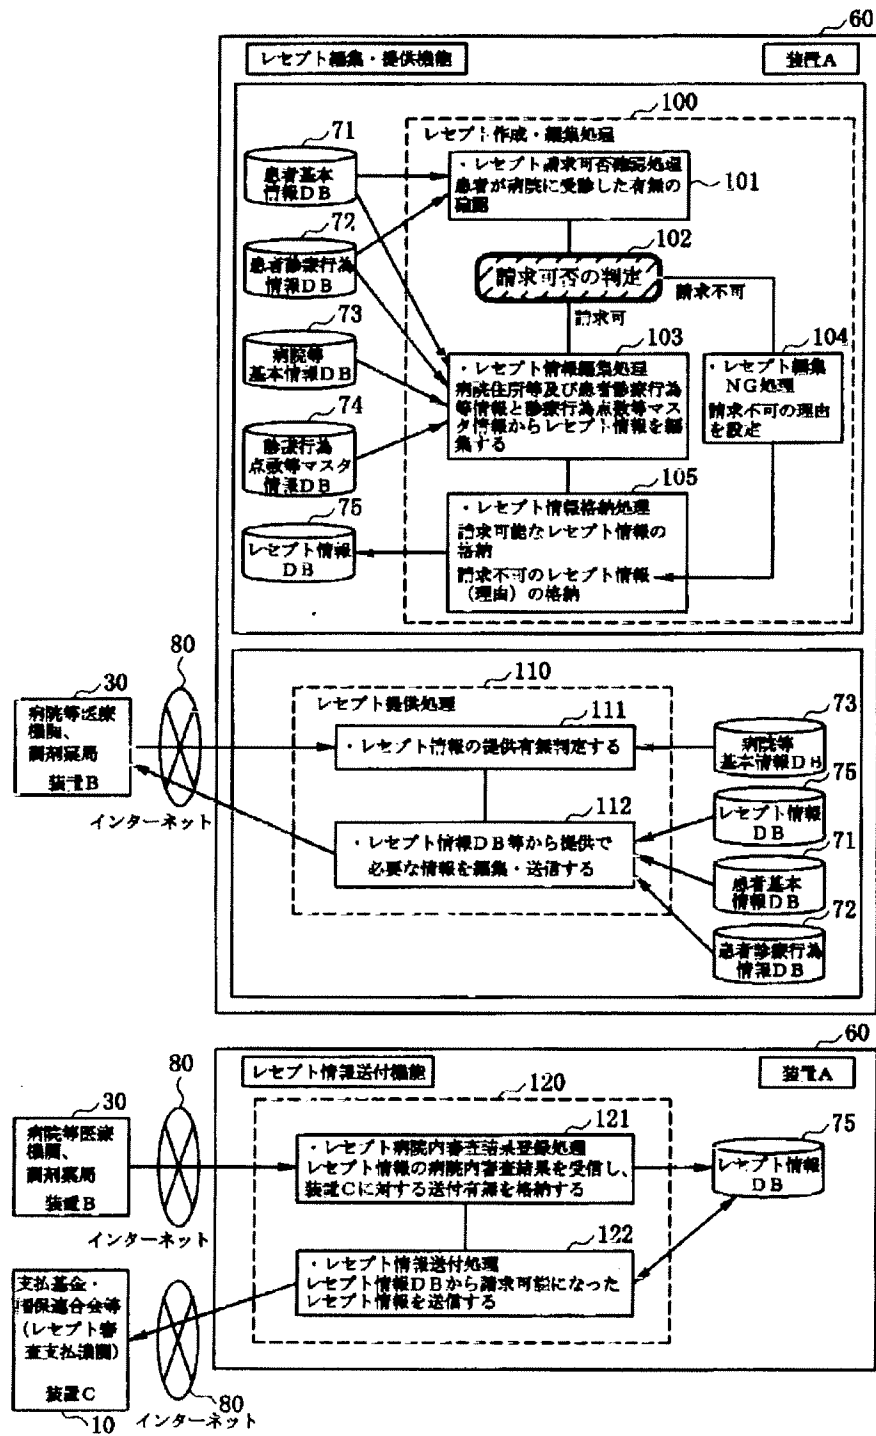 60
レセプト編集・提供機能
装置A
100
レセプト作成・編集処理
71
患者基本
情報DB
・レセプト請求可否確認処理
患者が病院に受診した有無の
確認
101
72
患者診療行為
情報DB
102
請求可否の判定
請求不可
請求可
73
病院等
基本情報DB
103
・レセプト情報編集処理
病院住所等及び患者診療行為
等情報と診療行為点数等マス
タ情報からレセプト情報を編
集する
104
・レセプト編集
NG処理
請求不可の理由
を設定
74
診療行為
点数等マスタ
情報DB
105
・レセプト情報格納処理
請求可能なレセプト情報の
格納
請求不可のレセプト情報
(理由)の格納
75
レセプト情報
DB
80
30
病院等医療
機関、
調剤薬局
装置B
インターネット
110
レセプト提供処理
111
・レセプト情報の提供有無判定する
112
・レセプト情報DB等から提供で
必要な情報を編集・送信する
73
病院等
基本情報DB
75
レセプト情報
DB
71
患者基本
情報DB
72
患者診療行為
情報DB
60
レセプト情報送付機能
装置A
120
80
30
病院等医療
機関、
調剤薬局
装置B
インターネット
121
・レセプト病院内審査結果登録処理
レセプト情報の病院内審査結果を受信し、
装置Cに対する送付有無を格納する
75
レセプト情報
DB
122
・レセプト情報送付処理
レセプト情報DBから請求可能になった
レセプト情報を送信する
支払基金・
国保連合会等
(レセプト審
査支払機関)
装置C
10
80
インターネット